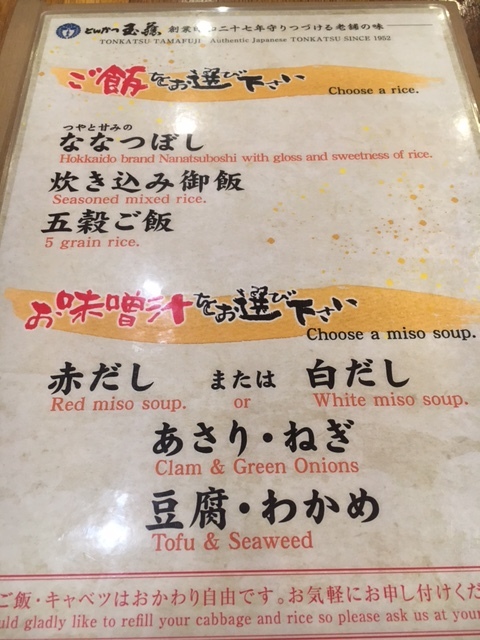 とんかつ 玉藤 創業昭和二十七年守りつづける老舗の味
TONKATSU TAMAFUJI Authentic Japanese TONKATSU SINCE 1952
ご飯をお選び下さい
Choose a rice.
つやと甘みの
ななつぼし
Hokkaido brand Nanatsuboshi with gloss and sweetness of rice.
炊き込み御飯
Seasoned mixed rice.
五穀ご飯
5 grain rice.
お味噌汁をお選び下さい
Choose a miso soup.
赤だし または 白だし
Red miso soup. or White miso soup.
あさり・ねぎ
Clam & Green Onions
豆腐・わかめ
Tofu & Seaweed
ご飯・キャベツはおかわり自由です。お気軽にお申し付けくだ
uld gladly like to refill your cabbage and rice so please ask us at your